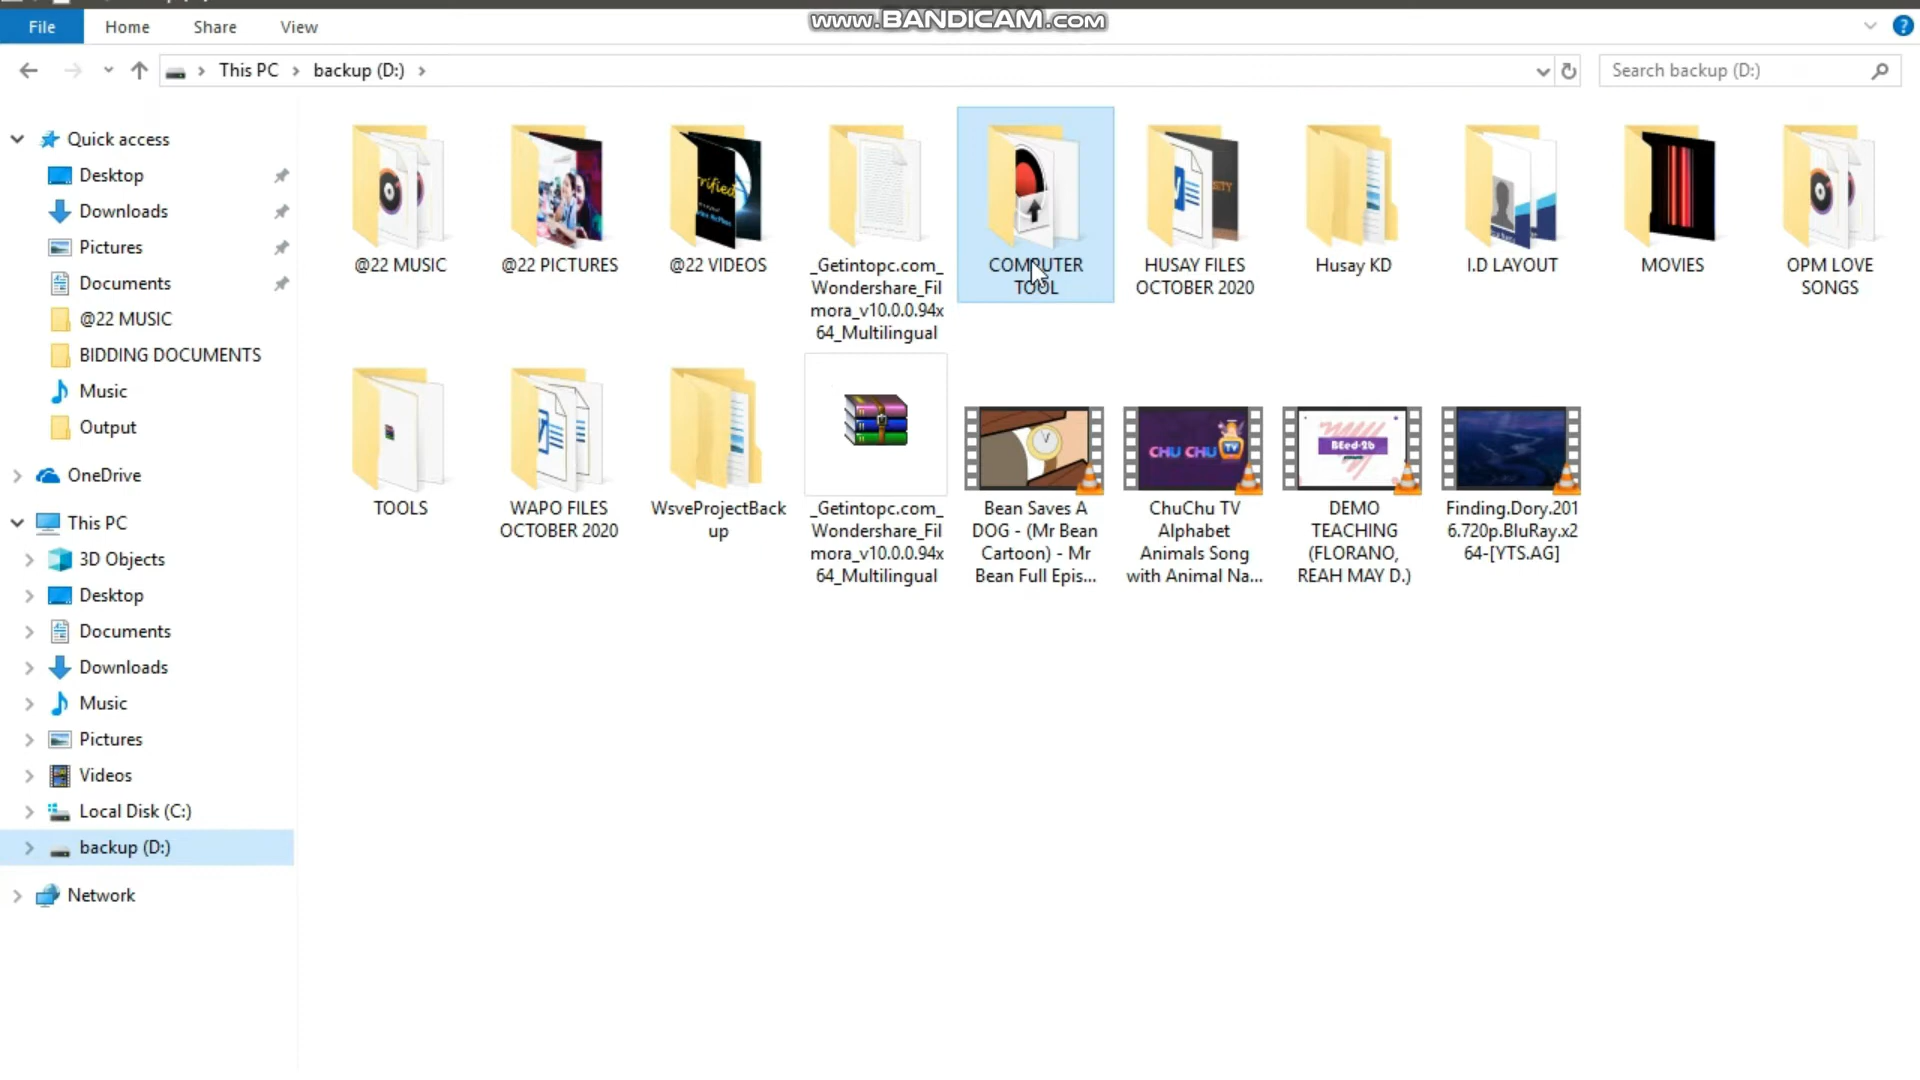 www.BANDICAM.com
File Home Share View
This PC backup (D:)
Search backup (D:)
Quick access
Desktop
Downloads
Pictures
Documents
@22 MUSIC
BIDDING DOCUMENTS
Music
Output
OneDrive
This PC
3D Objects
Desktop
Documents
Downloads
Music
Pictures
Videos
Local Disk (C:)
backup (D:)
Network
@22 MUSIC
@22 PICTURES
@22 VIDEOS
_Getintopc.com_
Wondershare_Fil
mora_v10.0.0.94x
64_Multilingual
COMPUTER
TOOL
HUSAY FILES
OCTOBER 2020
Husay KD
I.D LAYOUT
MOVIES
OPM LOVE
SONGS
TOOLS
WAPO FILES
OCTOBER 2020
WsveProjectBack
up
_Getintopc.com_
Wondershare_Fil
mora_v10.0.0.94x
64_Multilingual
Bean Saves A
DOG - (Mr Bean
Cartoon) - Mr
Bean Full Epis...
CHU CHU TV
ChuChu TV
Alphabet
Animals Song
with Animal Na...
BEed-2b
DEMO
TEACHING
(FLORANO,
REAH MAY D.)
Finding.Dory.201
6.720p.BluRay.x2
64-[YTS.AG]